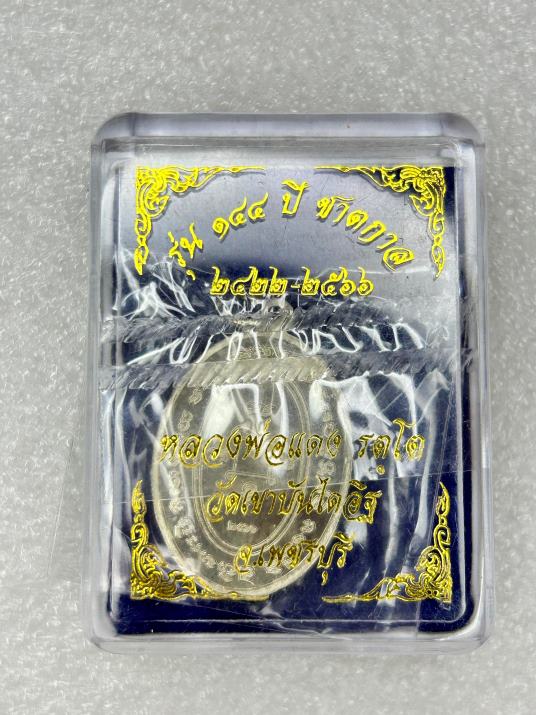 รุ่น ๑๔๔ ปี ชาตกาล
๒๔๒๒-๒๕๖๖
หลวงพ่อแดง รตฺโต
วัดเขาบันไดอิฐ
จ.เพชรบุรี